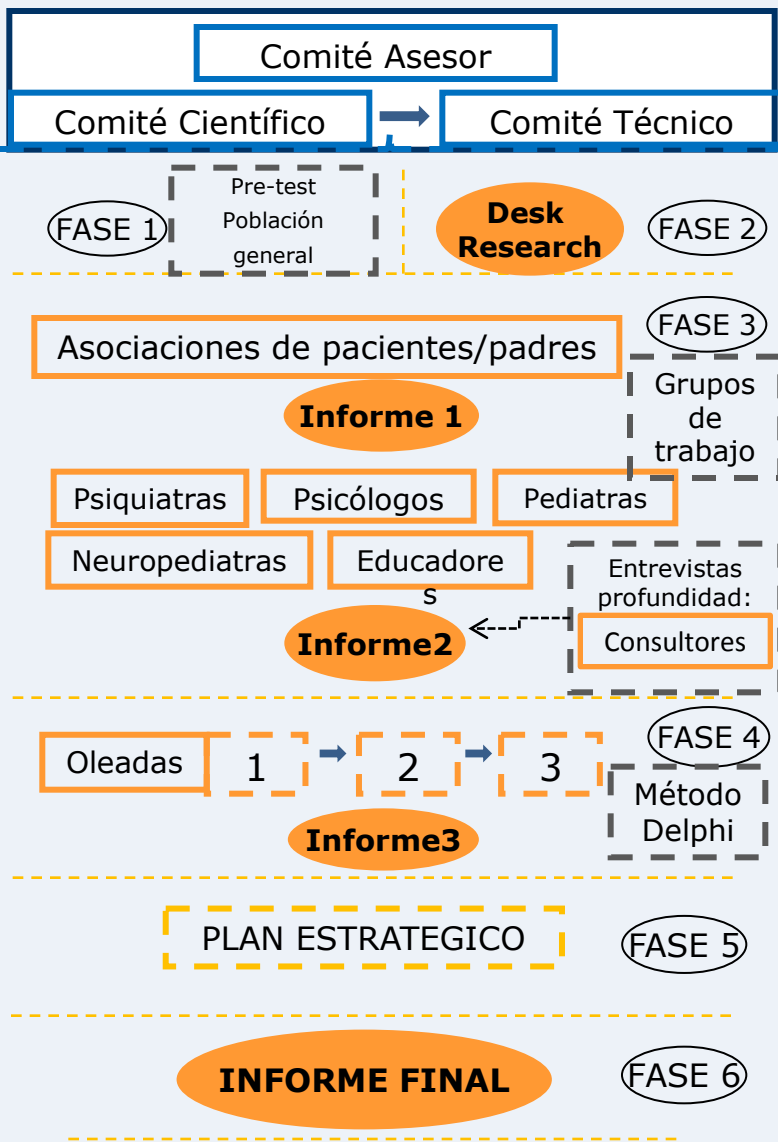 Comité Asesor
Comité Científico
Comité Técnico
FASE 1
Pre-test
Población
general
Desk
Research
FASE 2
FASE 3
Asociaciones de pacientes/padres
Grupos
de
trabajo
Informe 1
Psiquiatras
Psicólogos
Pediatras
Neuropediatras
Educadore
s
Entrevistas
profundidad:
Consultores
Informe2
FASE 4
Oleadas
1
2
3
Método
Delphi
Informe3
PLAN ESTRATEGICO
FASE 5
INFORME FINAL
FASE 6